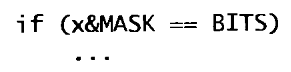 if (x&MASK == BITS)
...